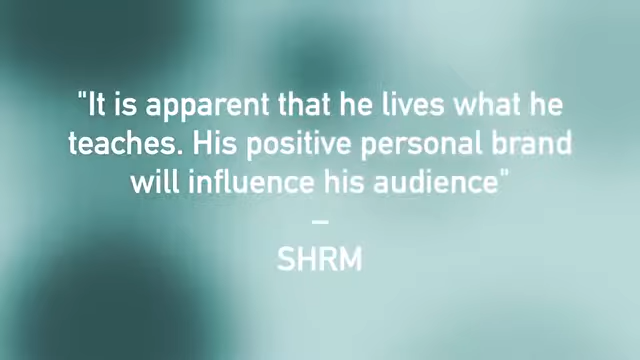 "It is apparent that he lives what he
teaches. His positive personal brand
will influence his audience"
–
SHRM